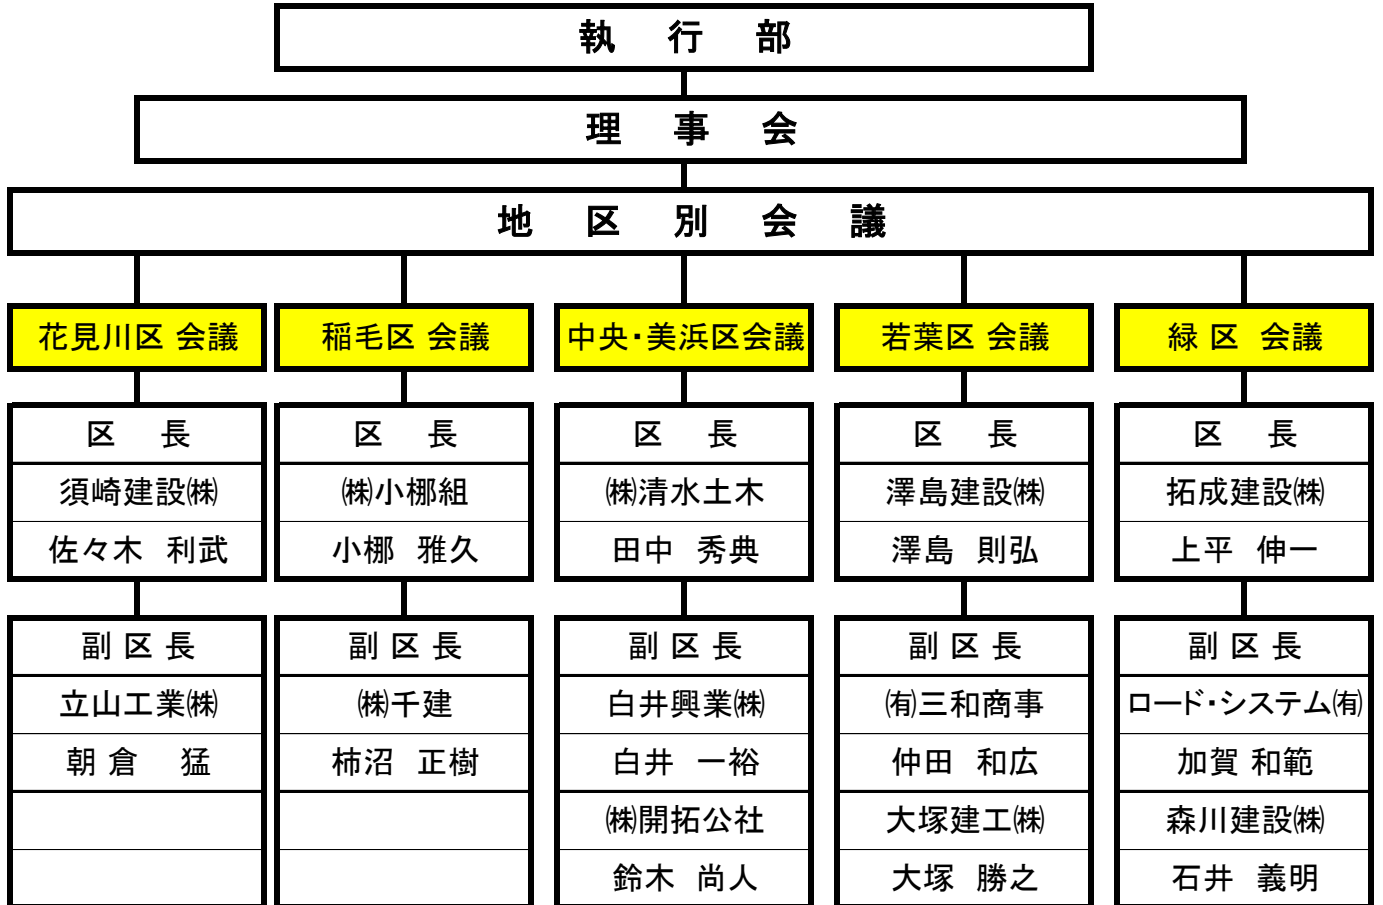 執 行 部
理 事 会
地 区 別 会 議
花見川区 会議
区 長
須崎建設㈱
佐々木 利武
副 区 長
立山工業㈱
朝 倉 猛
稲毛区 会議
区 長
㈱小梛組
小梛 雅久
副 区 長
㈱千建
柿沼 正樹
中央・美浜区会議
区 長
㈱清水土木
田中 秀典
副 区 長
白井興業㈱
白井 一裕
㈱開拓公社
鈴木 尚人
若葉区 会議
区 長
澤島建設㈱
澤島 則弘
副 区 長
㈲三和商事
仲田 和広
大塚建工㈱
大塚 勝之
緑 区 会議
区 長
拓成建設㈱
上平 伸一
副 区 長
ロード・システム㈲
加賀 和範
森川建設㈱
石井 義明